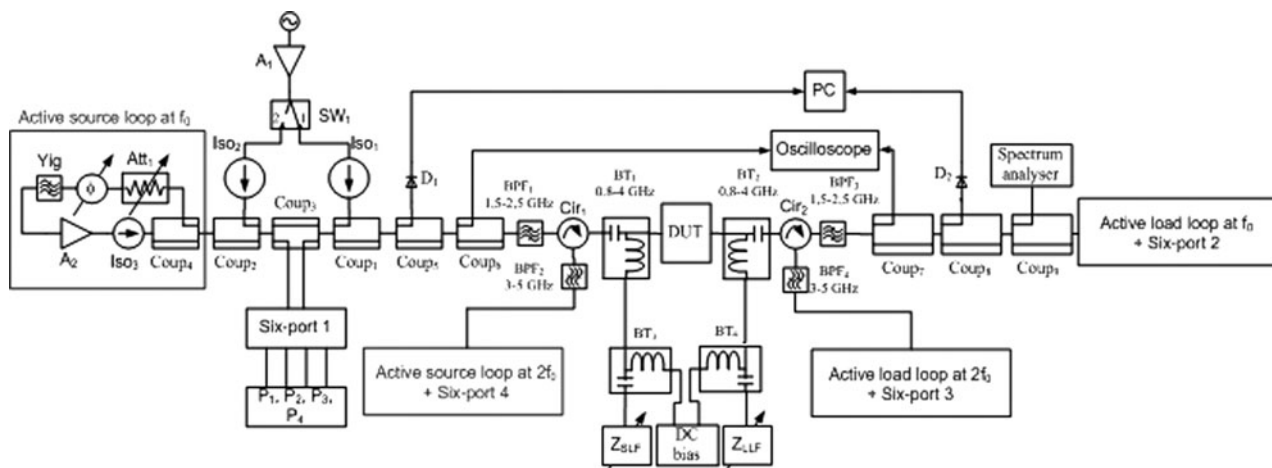 A₁
2 1
SW₁
PC
Active source loop at f₀
Iso₂
Iso₁
Oscilloscope
Spectrum
analyser
Yig
Att₁
ϕ
D₁
BT₁
0.8-4 GHz
BT₂
0.8-4 GHz
BPF₃
1,5-2.5 GHz
D₂
Coup₃
BPF₁
1,5-2,5 GHz
Cir₁
DUT
Cir₂
Active load loop at f₀
+ Six-port 2
A₂
Iso₃
Coup₄
Coup₂
Coup₁
Coup₅
BPF₂
3-5 GHz
BPF₄
3-5 GHz
Coup₇
Six-port 1
BT₄
Active source loop at 2f₀
+ Six-port 4
Active load loop at 2f₀
+ Six-port 3
P₁, P₂, P₃,
P₄
Z_SLF
DC
bias
Z_LLF